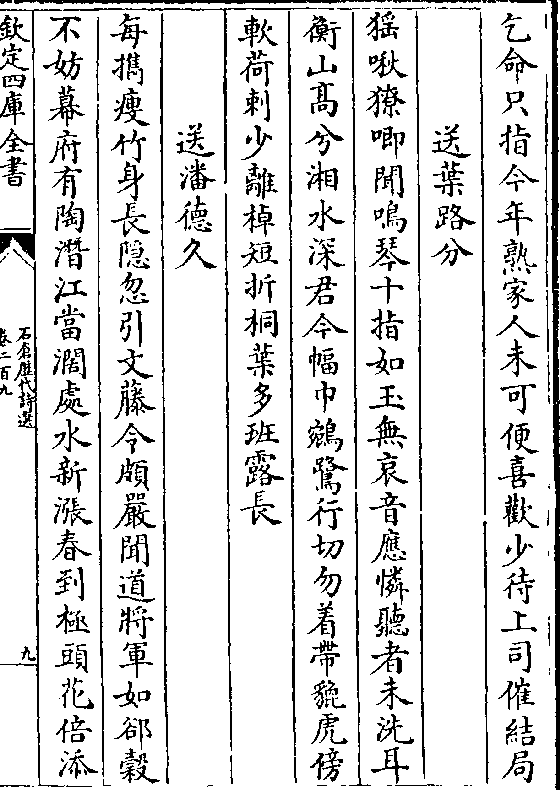 乞命只指今年熟家人未可便喜歡少待上司催結局
送葉路分
猺啾獠唧聞鳴琴十指如玉無哀音應憐聽者未洗耳
衡山髙兮湘水深君今幅巾鵷鷺行切勿着帶貔虎傍
軟荷刺少離棹短折桐葉多班露長
送潘德久
每攜瘦竹身長隠忽引文藤令頗嚴聞道將軍如郤縠
不妨幕府有陶潛江當濶處水新漲春到極頭花倍添
欽定四庫全書
石倉歷代詩選
卷二百九
九